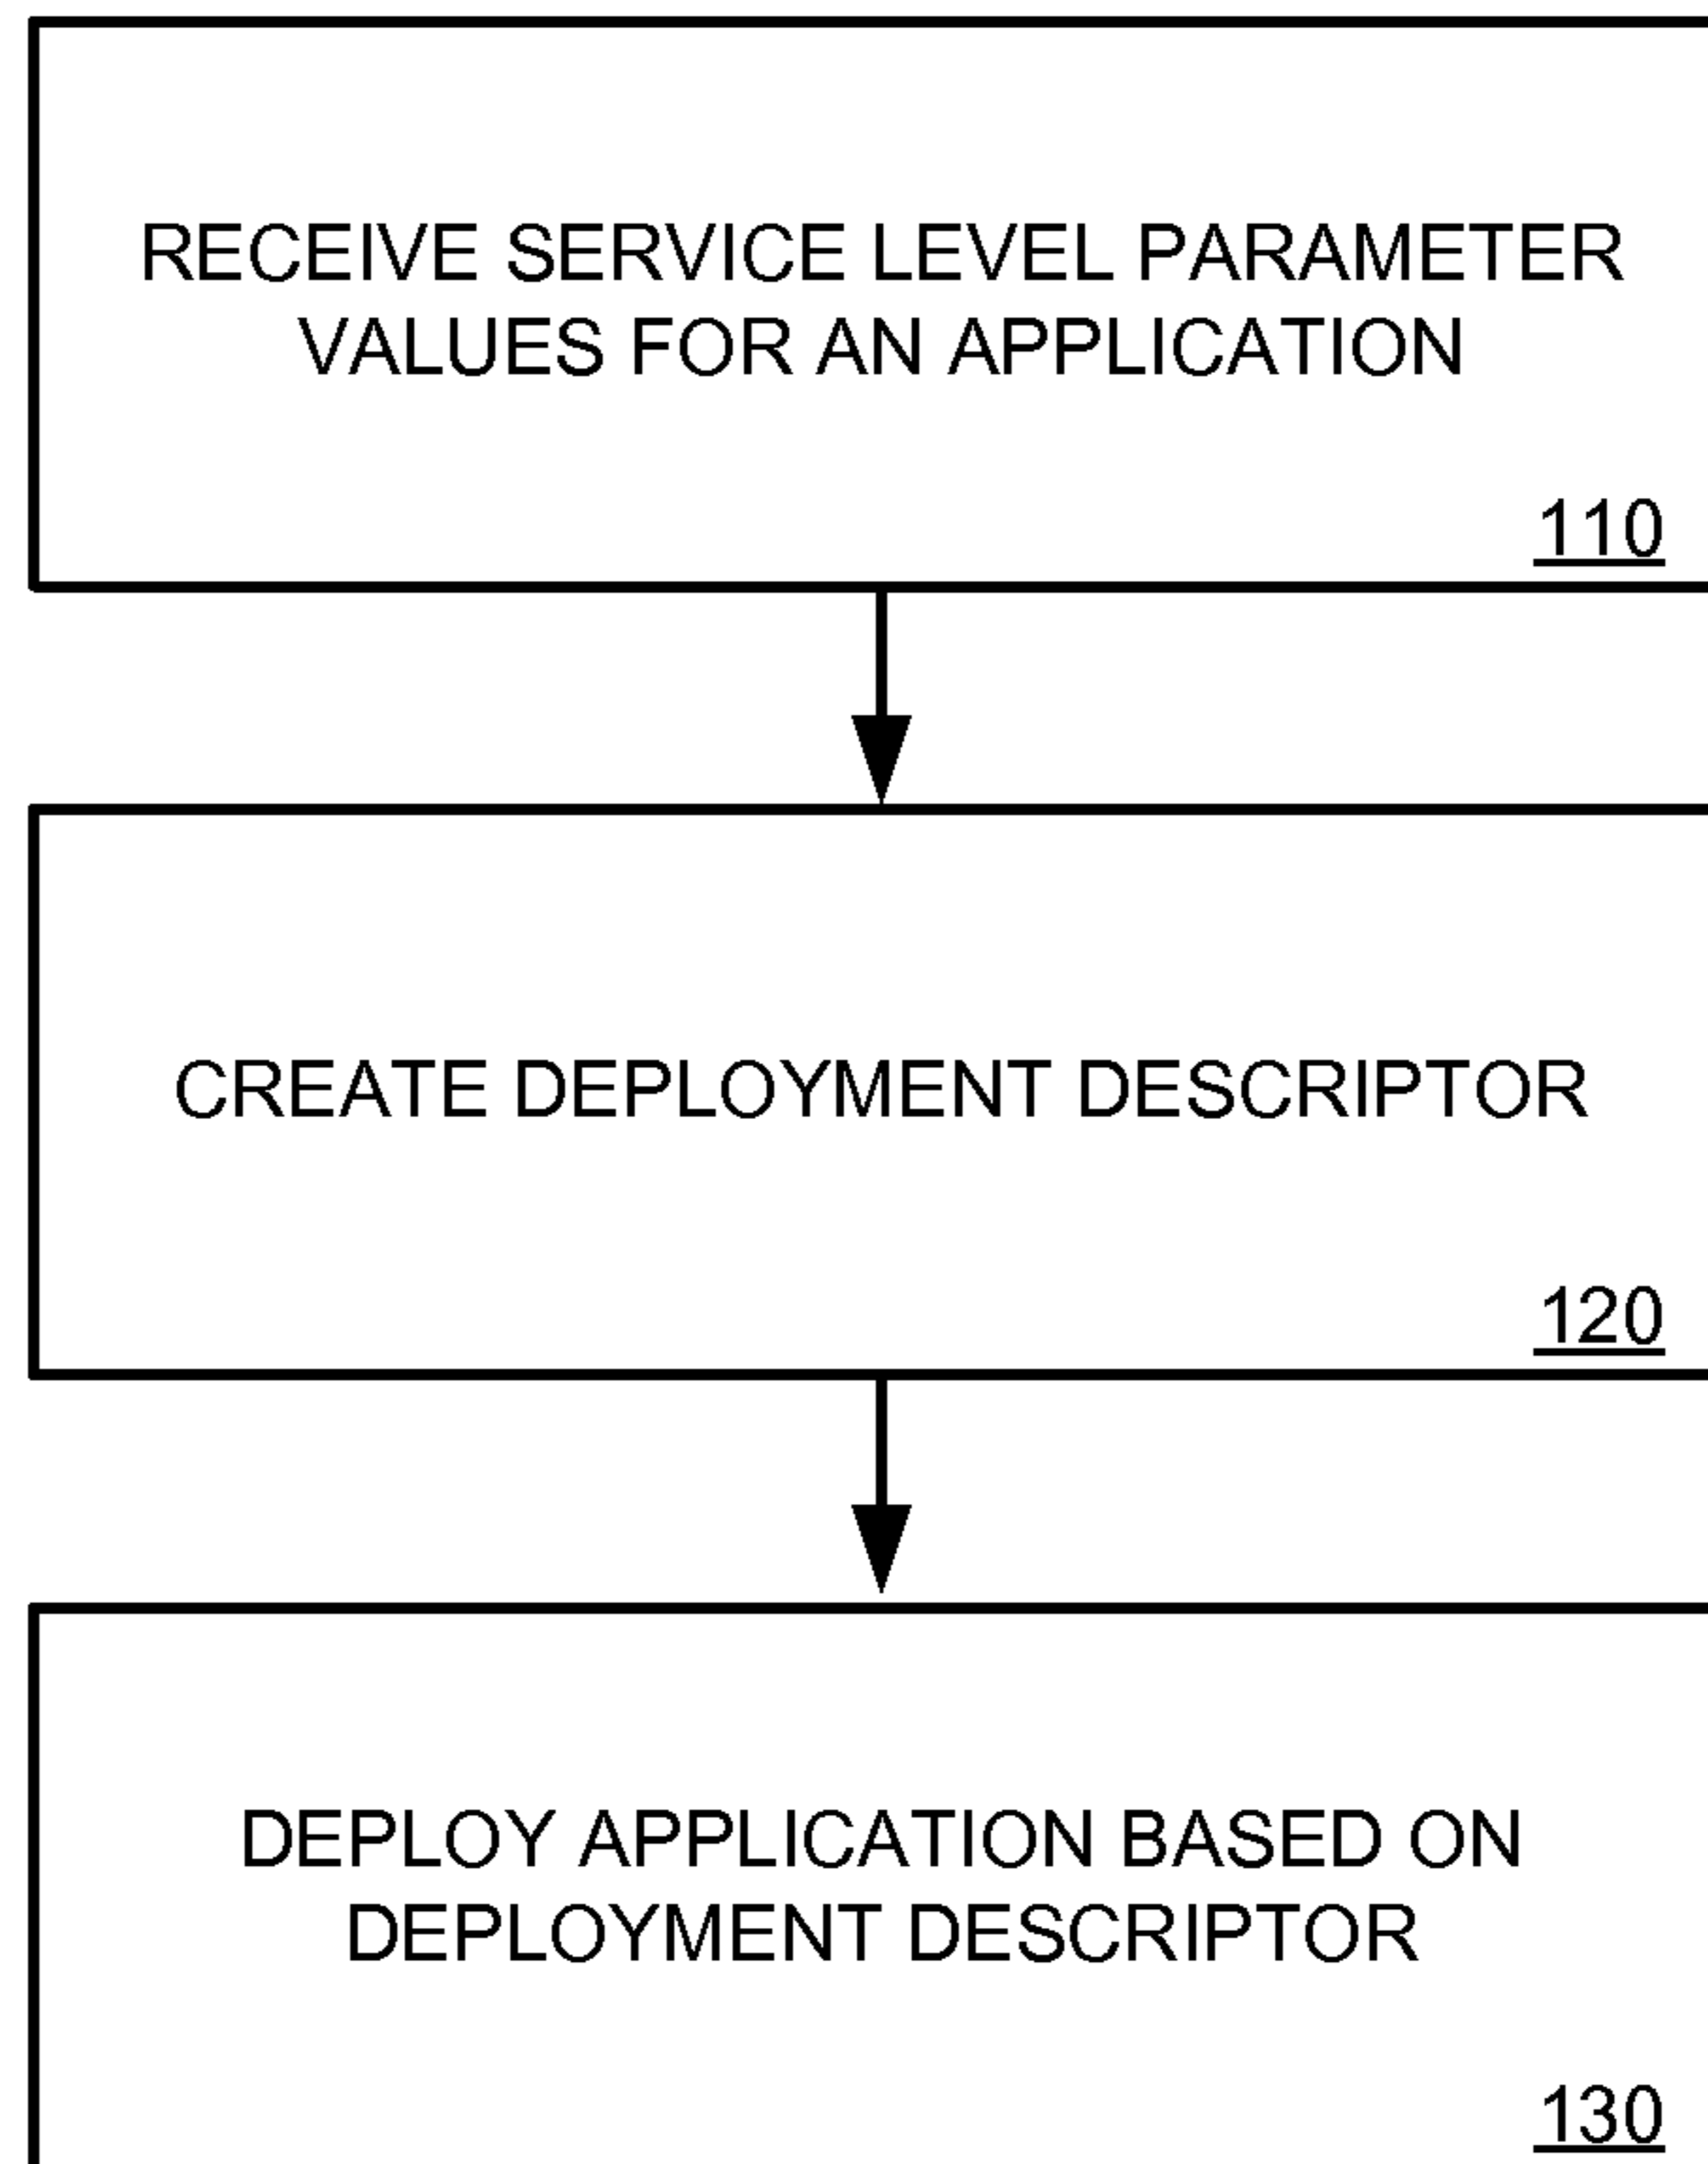 RECEIVE SERVICE LEVEL PARAMETER
VALUES FOR AN APPLICATION
110
CREATE DEPLOYMENT DESCRIPTOR
120
DEPLOY APPLICATION BASED ON
DEPLOYMENT DESCRIPTOR
130